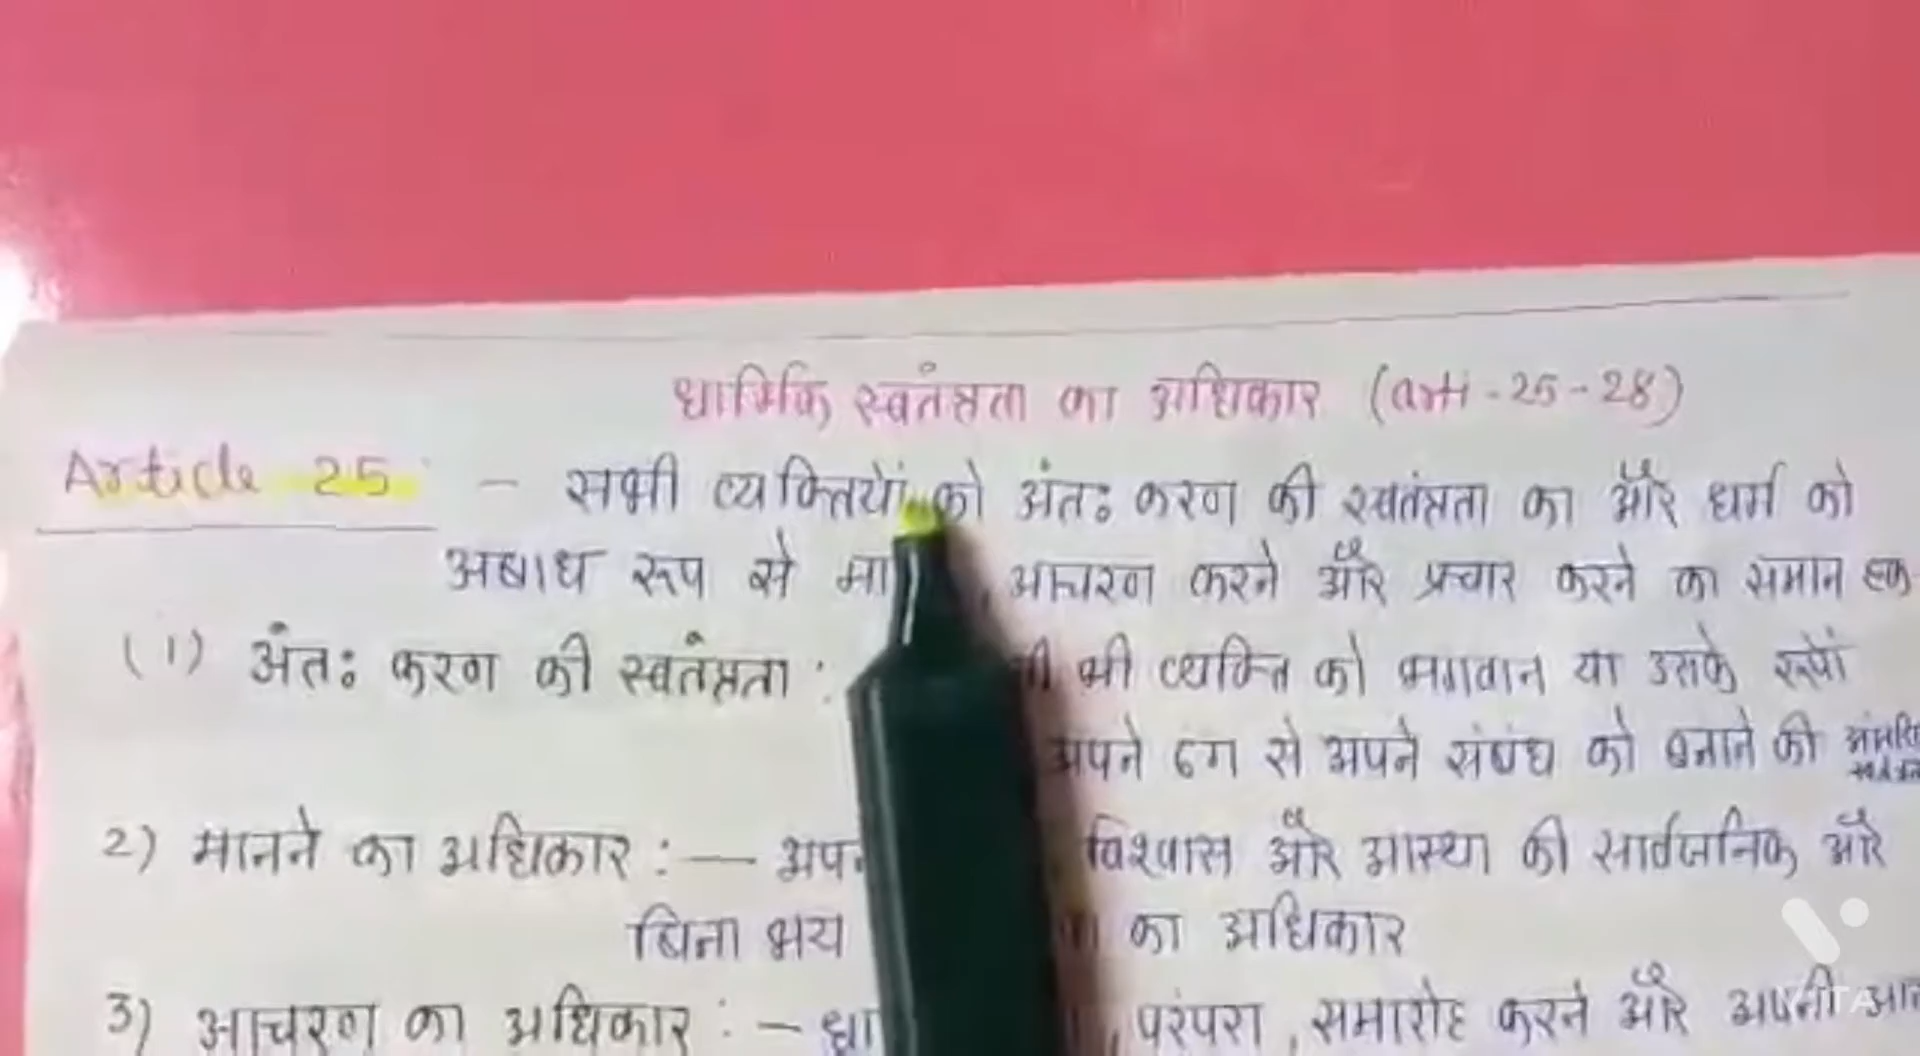 धार्मिक स्वतंत्रता का अधिकार (arti - 25 - 28)
Article 25 - सभी व्यक्तियों को अंतः करण की स्वतंत्रता का और धर्म को
अबाध रूप से आचरण करने और प्रचार करने का समान हक
(1) अंतः करण की स्वतंत्रता : भी व्यक्ति को भगवान या उसके रूपों
अपने ढंग से अपने संबंध को बनाने की
2) मानने का अधिकार : — विश्वास और आस्था की सार्वजनिक और
बिना भय का अधिकार
3) आचरण का अधिकार : - परंपरा , समारोह करने और अपनी
VITA